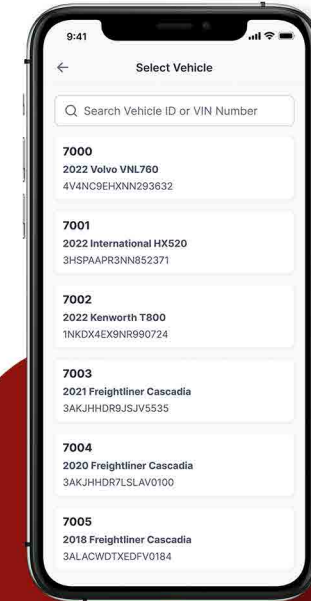 9:41
Select Vehicle
Search Vehicle ID or VIN Number
7000
2022 Volvo VNL760
4V4NC9EHXNN293632
7001
2022 International HX520
3HSPAAPR3NN852371
7002
2022 Kenworth T800
1NKDX4EX9NR990724
7003
2021 Freightliner Cascadia
3AKJHHDR9JSJV5535
7004
2020 Freightliner Cascadia
3AKJHHDR7LSLAV0100
7005
2018 Freightliner Cascadia
3ALACWDTXEDFV0184